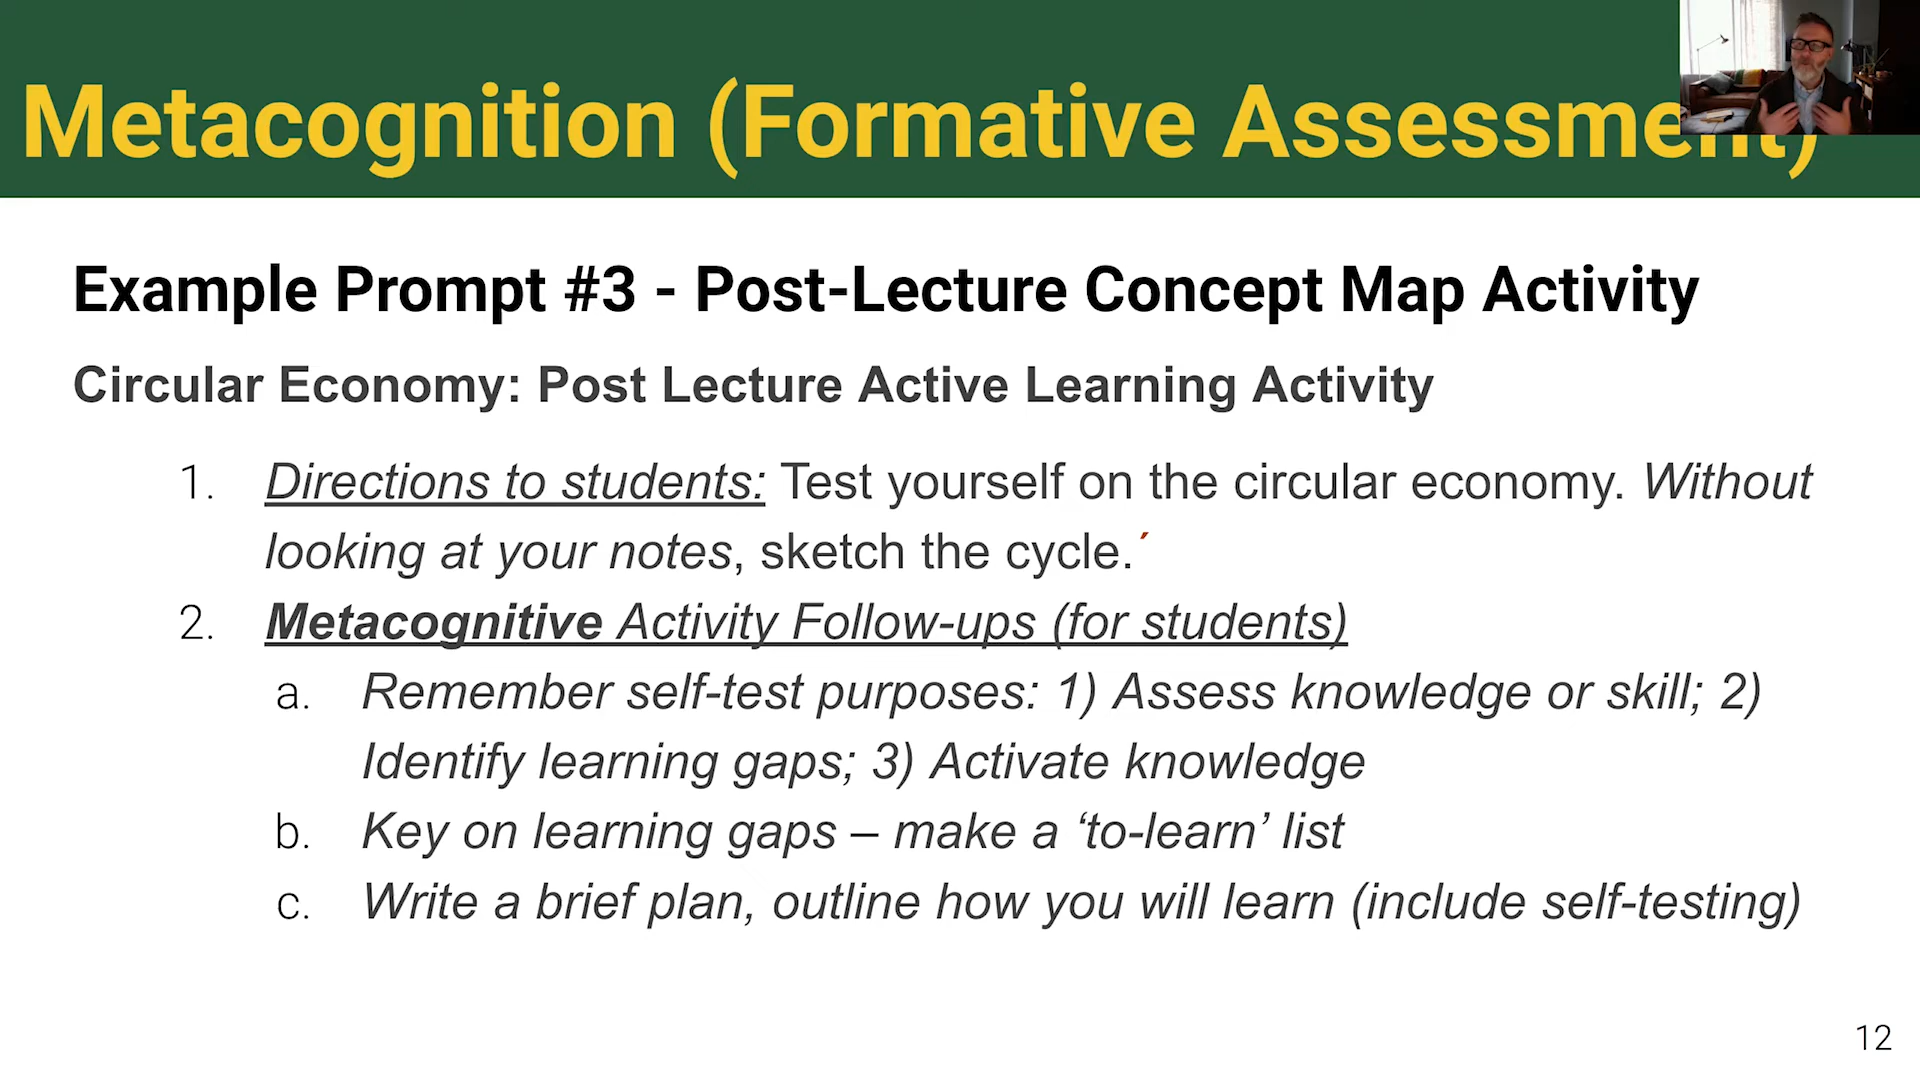 Metacognition (Formative Assessment)
Example Prompt #3 - Post-Lecture Concept Map Activity
Circular Economy: Post Lecture Active Learning Activity
1. Directions to students: Test yourself on the circular economy. Without
looking at your notes, sketch the cycle.
2. Metacognitive Activity Follow-ups (for students)
a. Remember self-test purposes: 1) Assess knowledge or skill; 2)
Identify learning gaps; 3) Activate knowledge
b. Key on learning gaps – make a ‘to-learn’ list
c. Write a brief plan, outline how you will learn (include self-testing)
12